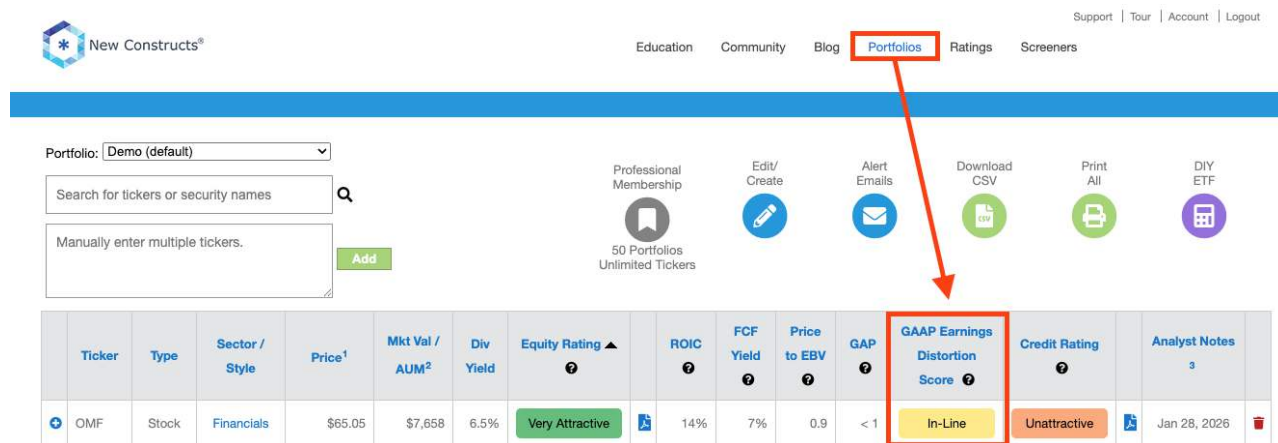 Support | Tour | Account | Logout
New Constructs®
Education Community Blog Portfolios Ratings Screeners
Portfolio: Demo (default)
Search for tickers or security names
Manually enter multiple tickers.
Add
Professional
Membership
50 Portfolios
Unlimited Tickers
Edit/
Create
Alert
Emails
Download
CSV
CSV
Print
All
DIY
ETF
Ticker
Type
Sector /
Style
Price¹
Mkt Val /
AUM²
Div
Yield
Equity Rating ▲
?
ROIC
?
FCF
Yield
?
Price
to EBV
?
GAP
?
GAAP Earnings
Distortion
Score ?
Credit Rating
?
Analyst Notes
3
OMF Stock Financials $65.05 $7,658 6.5% Very Attractive 14% 7% 0.9 < 1 In-Line Unattractive Jan 28, 2026